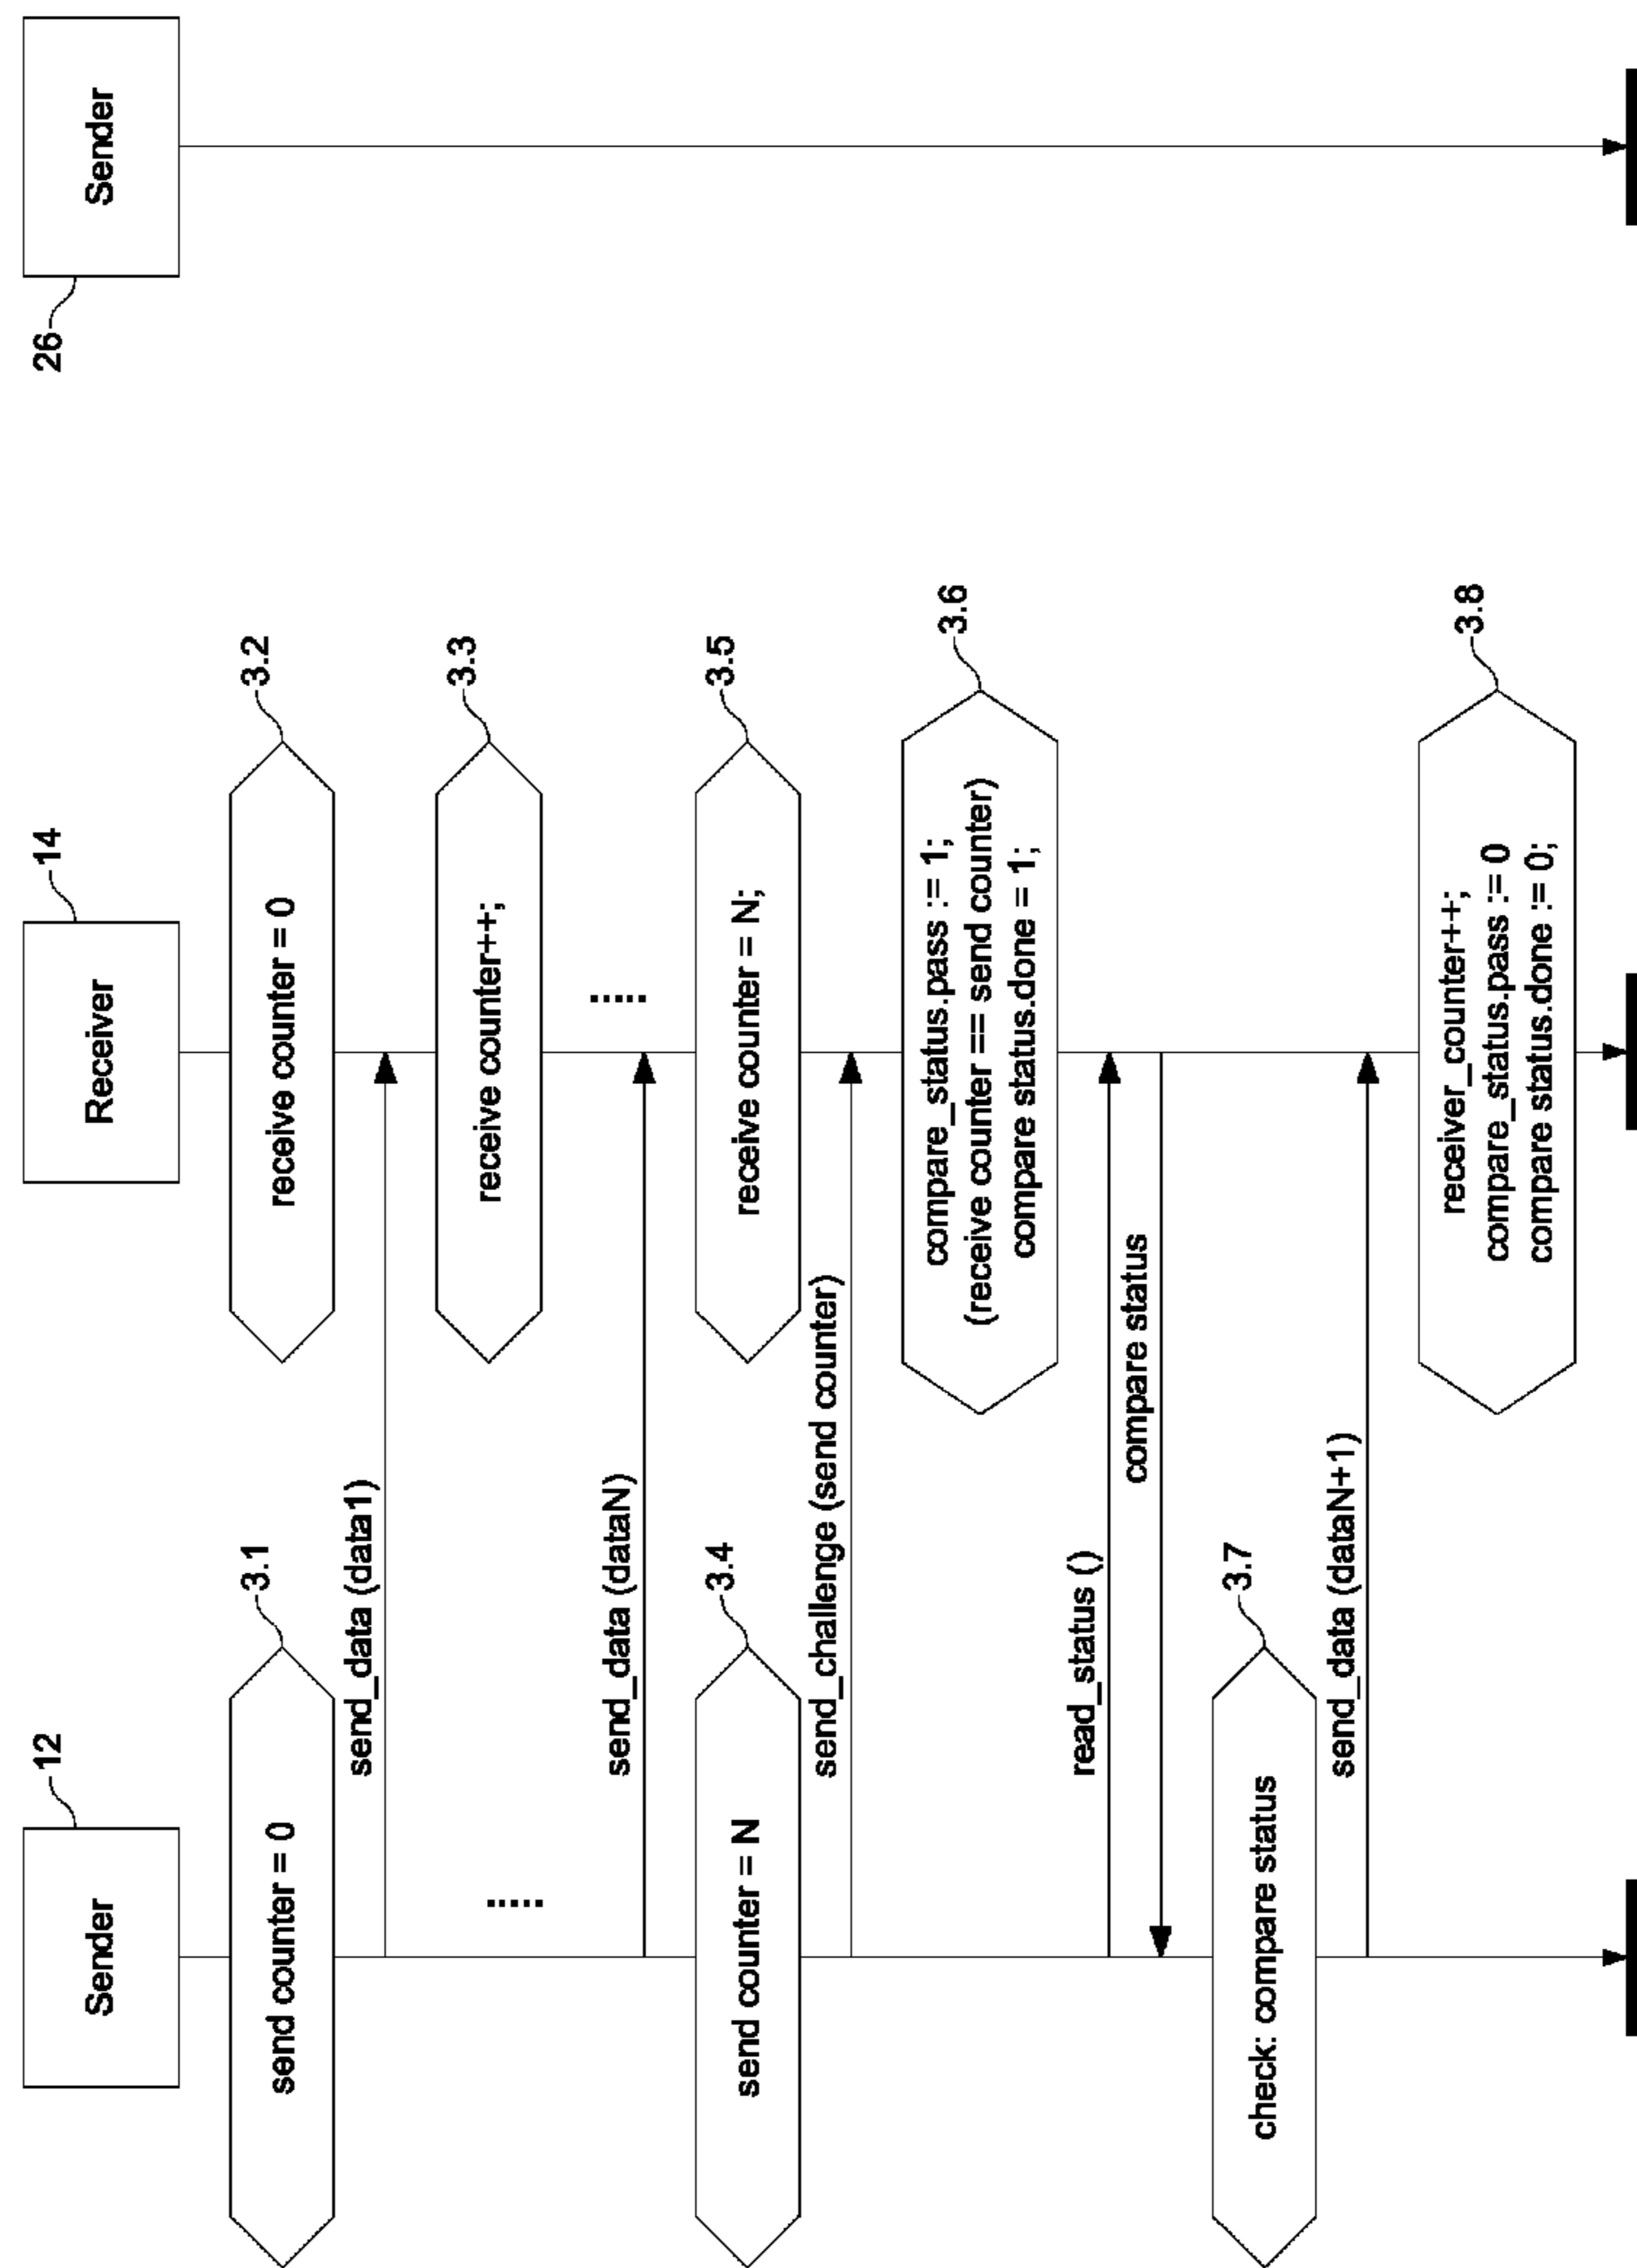 Sender
12
Receiver
14
Sender
26
send counter = 0
3.1
receive counter = 0
3.2
send_data (data1)
receive counter++;
3.3
.....
.....
send_data (dataN)
send counter = N
3.4
receive counter = N;
3.5
send_challenge (send counter)
compare_status.pass := 1;
(receive counter == send counter)
compare status.done = 1;
3.6
read_status ()
compare status
check: compare status
3.7
send_data (dataN+1)
receiver_counter++;
compare_status.pass := 0
compare status.done := 0;
3.8